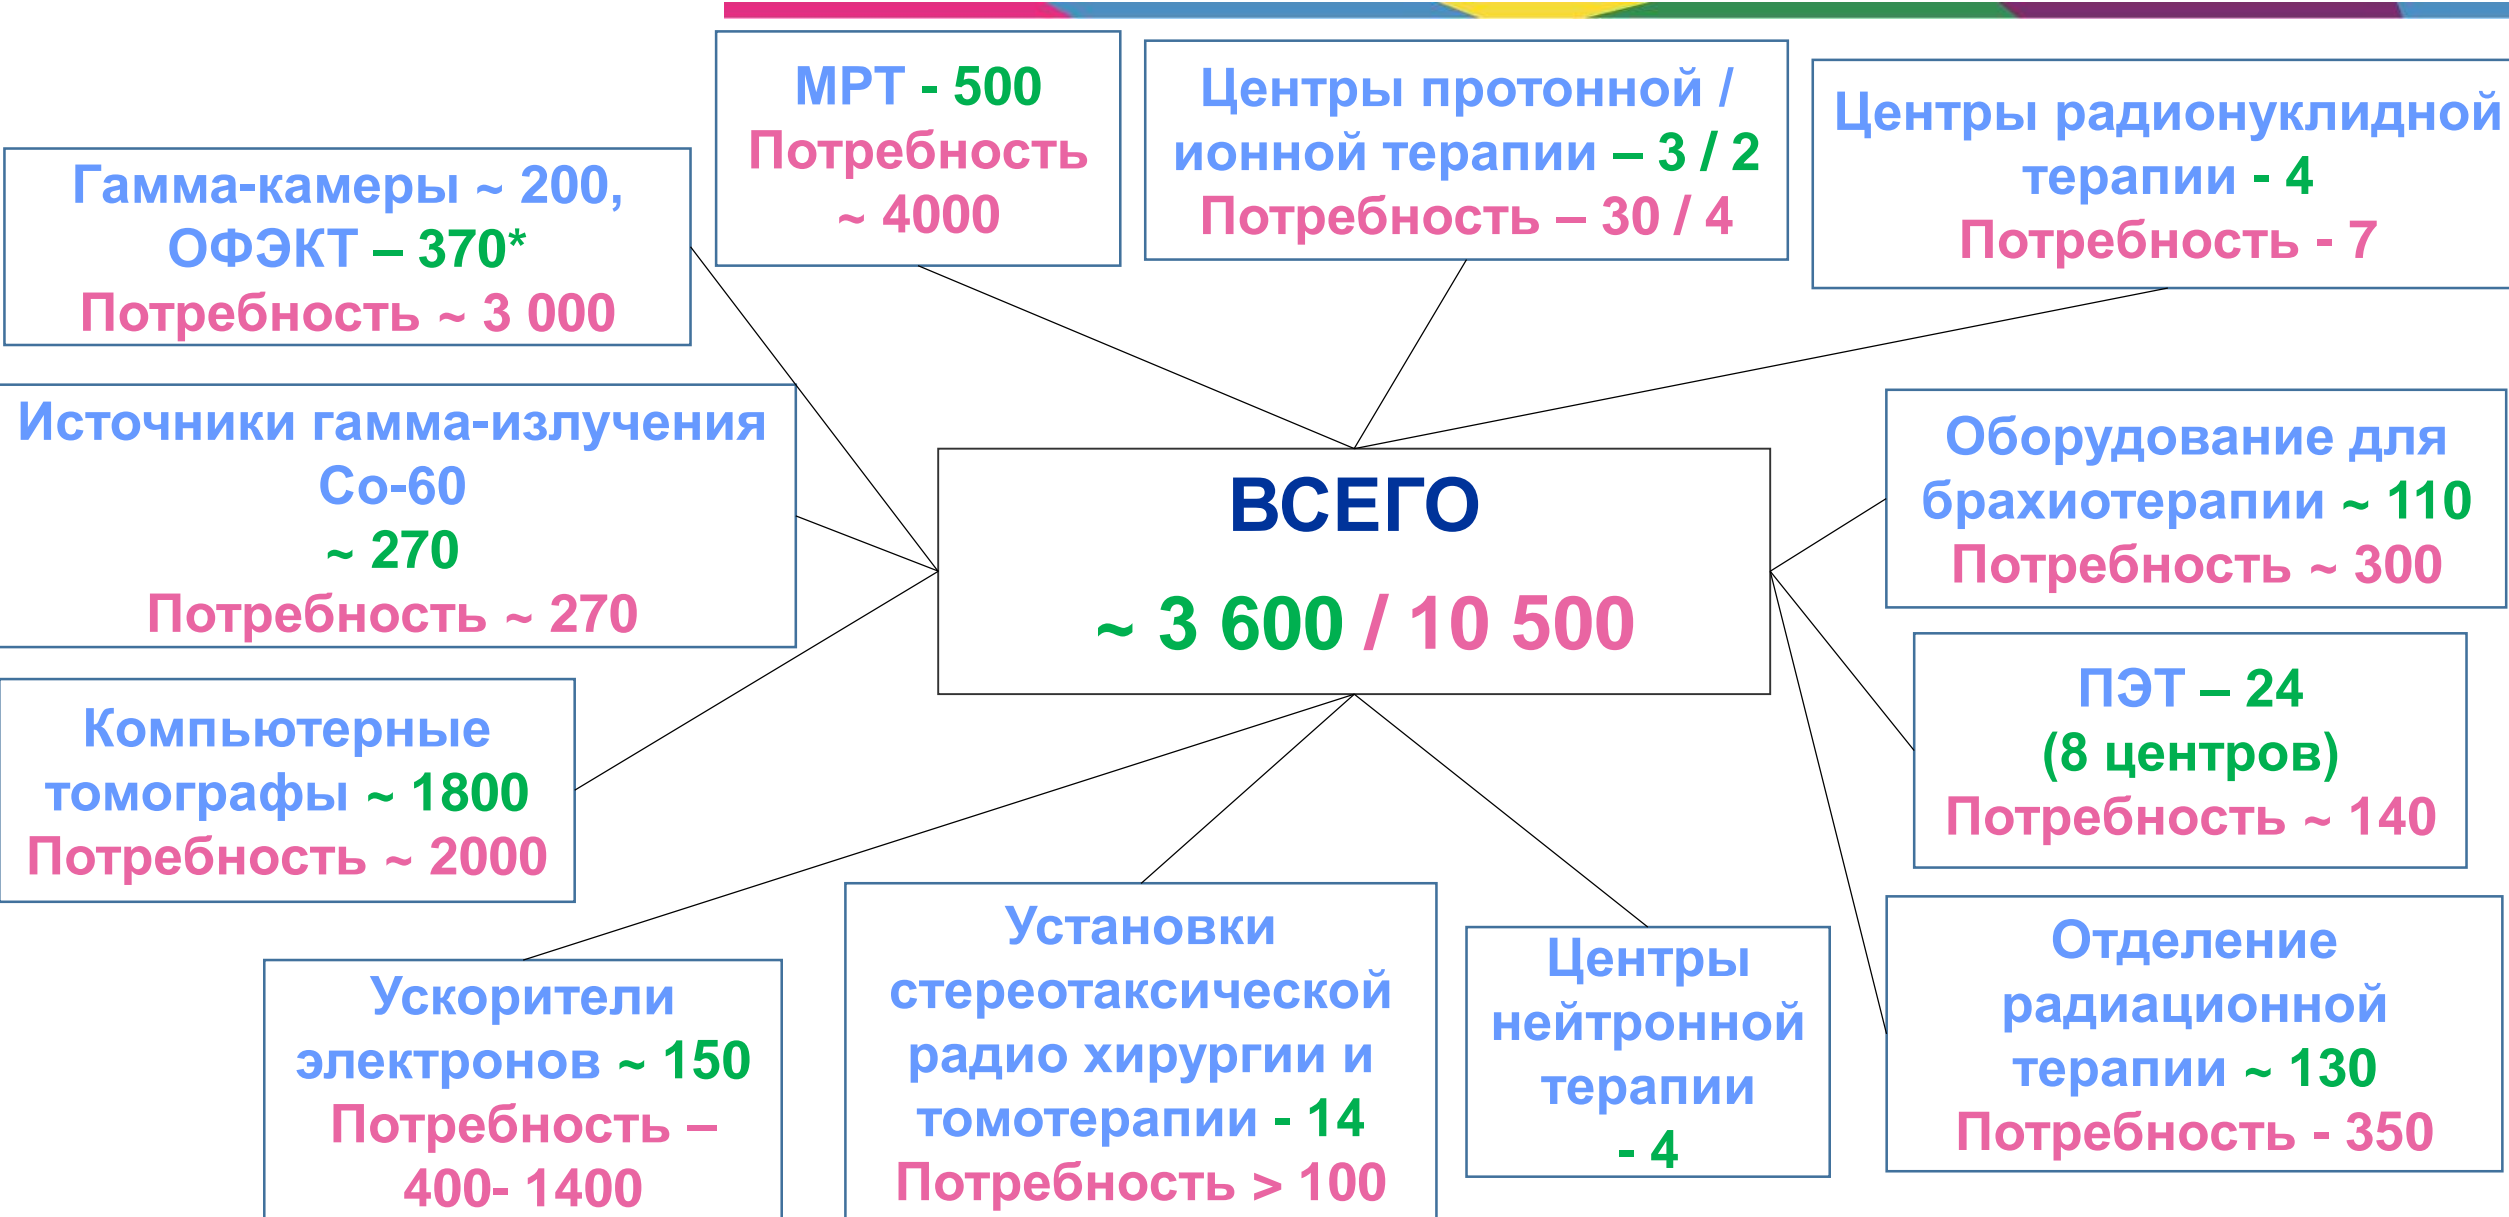 МРТ - 500
Потребность
~ 4000
Центры протонной /
ионной терапии – 3 / 2
Потребность – 30 / 4
Центры радионуклидной
терапии - 4
Потребность - 7
Гамма-камеры ~ 200,
ОФЭКТ – 370*
Потребность ~ 3 000
Источники гамма-излучения
Со-60
~ 270
Потребность ~ 270
ВСЕГО
~ 3 600 / 10 500
Оборудование для
брахиотерапии ~ 110
Потребность ~ 300
Компьютерные
томографы ~ 1800
Потребность ~ 2000
ПЭТ – 24
(8 центров)
Потребность ~ 140
Ускорители
электронов ~ 150
Потребность –
400- 1400
Установки
стереотаксической
радио хирургии и
томотерапии - 14
Потребность > 100
Центры
нейтронной
терапии
- 4
Отделение
радиационной
терапии ~ 130
Потребность - 350